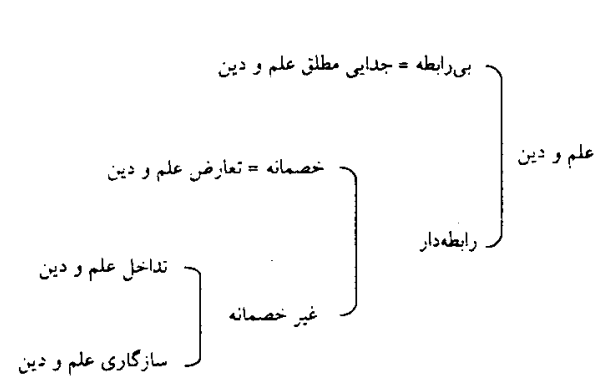 بی‌رابطه = جدایی مطلق علم و دین
علم و دین
خصمانه = تعارض علم و دین
رابطه‌دار
تداخل علم و دین
غیر خصمانه
سازگاری علم و دین